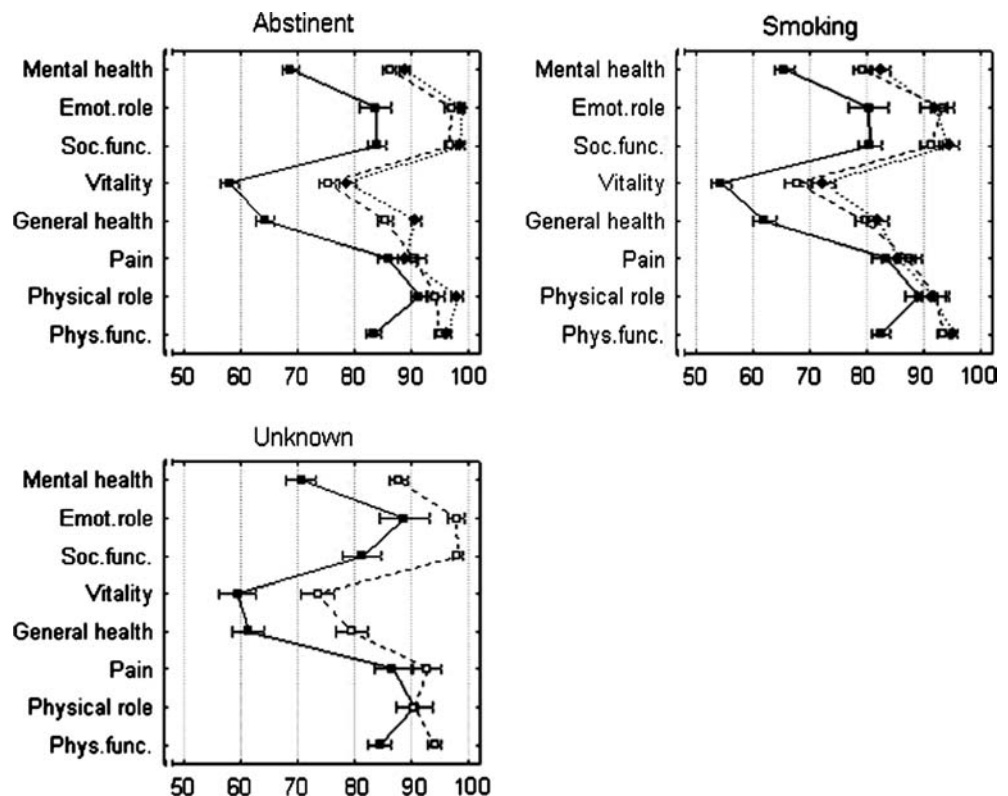 Abstinent
Mental health
Emot.role
Soc.func.
Vitality
General health
Pain
Physical role
Phys.func.
50 60 70 80 90 100
Smoking
Mental health
Emot.role
Soc.func.
Vitality
General health
Pain
Physical role
Phys.func.
50 60 70 80 90 100
Unknown
Mental health
Emot.role
Soc.func.
Vitality
General health
Pain
Physical role
Phys.func.
50 60 70 80 90 100